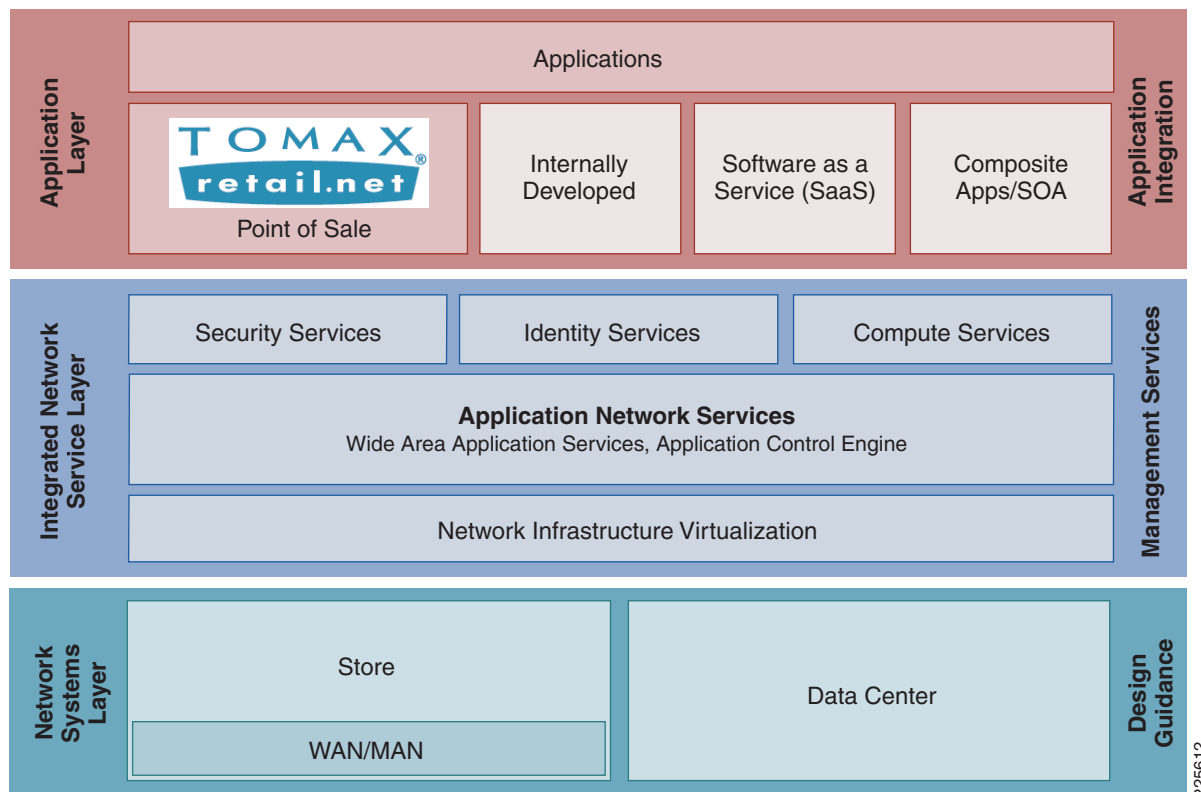 Application
Layer
Applications
TOMAX®
retail.net
Point of Sale
Internally
Developed
Software as a
Service (SaaS)
Composite
Apps/SOA
Application
Integration
Integrated Network
Service Layer
Security Services
Identity Services
Compute Services
Application Network Services
Wide Area Application Services, Application Control Engine
Network Infrastructure Virtualization
Management Services
Network
Systems
Layer
Store
WAN/MAN
Data Center
Design
Guidance